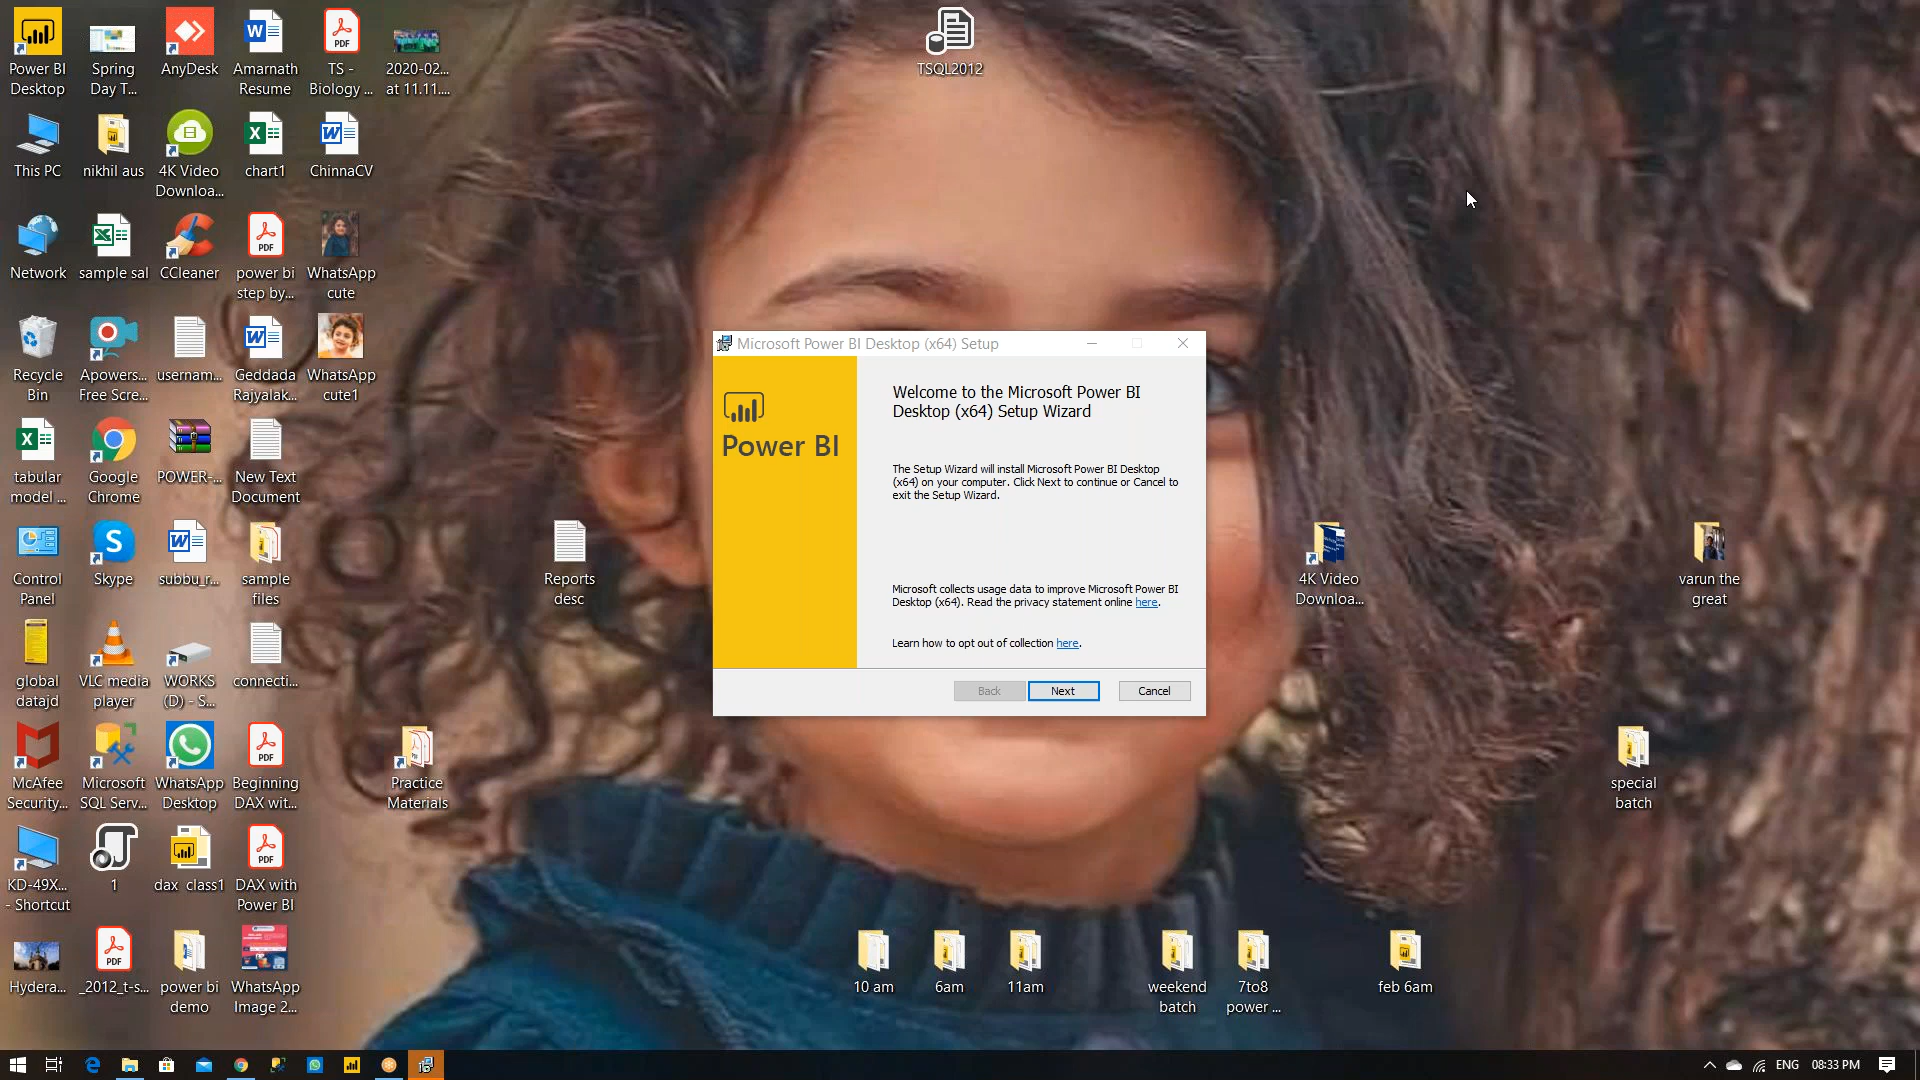 Power BI
Desktop
Spring
Day T...
AnyDesk
Amarnath
Resume
TS -
Biology ...
2020-02...
at 11.11....
TSQL2012
This PC
nikhil aus
4K Video
Downloa...
chart1
ChinnaCV
Network
sample sal
CCleaner
power bi
step by...
WhatsApp
cute
Recycle
Bin
Apowers...
Free Scre...
usernam...
Geddada
Rajyalak...
WhatsApp
cute1
tabular
model ...
Google
Chrome
POWER-...
New Text
Document
Control
Panel
Skype
subbu_r...
sample
files
Reports
desc
4K Video
Downloa...
varun the
great
global
datajd
VLC media
player
WORKS
(D) - S...
connecti...
McAfee
Security...
Microsoft
SQL Serv...
WhatsApp
Desktop
Beginning
DAX wit...
Practice
Materials
special
batch
KD-49X...
- Shortcut
1
dax class1
DAX with
Power BI
Hydera...
_2012_t-s...
power bi
demo
WhatsApp
Image 2...
10 am
6am
11am
weekend
batch
7to8
power ...
feb 6am
Microsoft Power BI Desktop (x64) Setup
Power BI
Welcome to the Microsoft Power BI
Desktop (x64) Setup Wizard
The Setup Wizard will install Microsoft Power BI Desktop
(x64) on your computer. Click Next to continue or Cancel to
exit the Setup Wizard.
Microsoft collects usage data to improve Microsoft Power BI
Desktop (x64). Read the privacy statement online here.
Learn how to opt out of collection here.
Back
Next
Cancel
ENG
08:33 PM